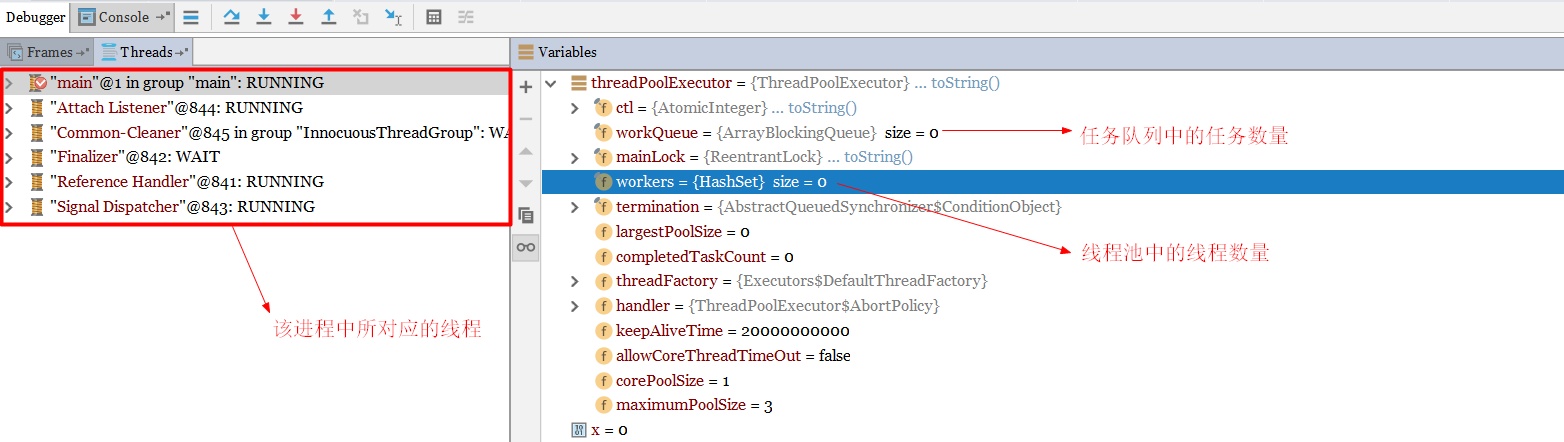 Debugger
Console
Frames
Threads
"main"@1 in group "main": RUNNING
"Attach Listener"@844: RUNNING
"Common-Cleaner"@845 in group "InnocuousThreadGroup": WA
"Finalizer"@842: WAIT
"Reference Handler"@841: RUNNING
"Signal Dispatcher"@843: RUNNING
该进程中所对应的线程
Variables
threadPoolExecutor = {ThreadPoolExecutor} ... toString()
ctl = {AtomicInteger} ... toString()
workQueue = {ArrayBlockingQueue} size = 0
任务队列中的任务数量
mainLock = {ReentrantLock} ... toString()
workers = {HashSet} size = 0
termination = {AbstractQueuedSynchronizer$ConditionObject}
largestPoolSize = 0
线程池中的线程数量
completedTaskCount = 0
threadFactory = {Executors$DefaultThreadFactory}
handler = {ThreadPoolExecutor$AbortPolicy}
keepAliveTime = 20000000000
allowCoreThreadTimeOut = false
corePoolSize = 1
maximumPoolSize = 3
x = 0